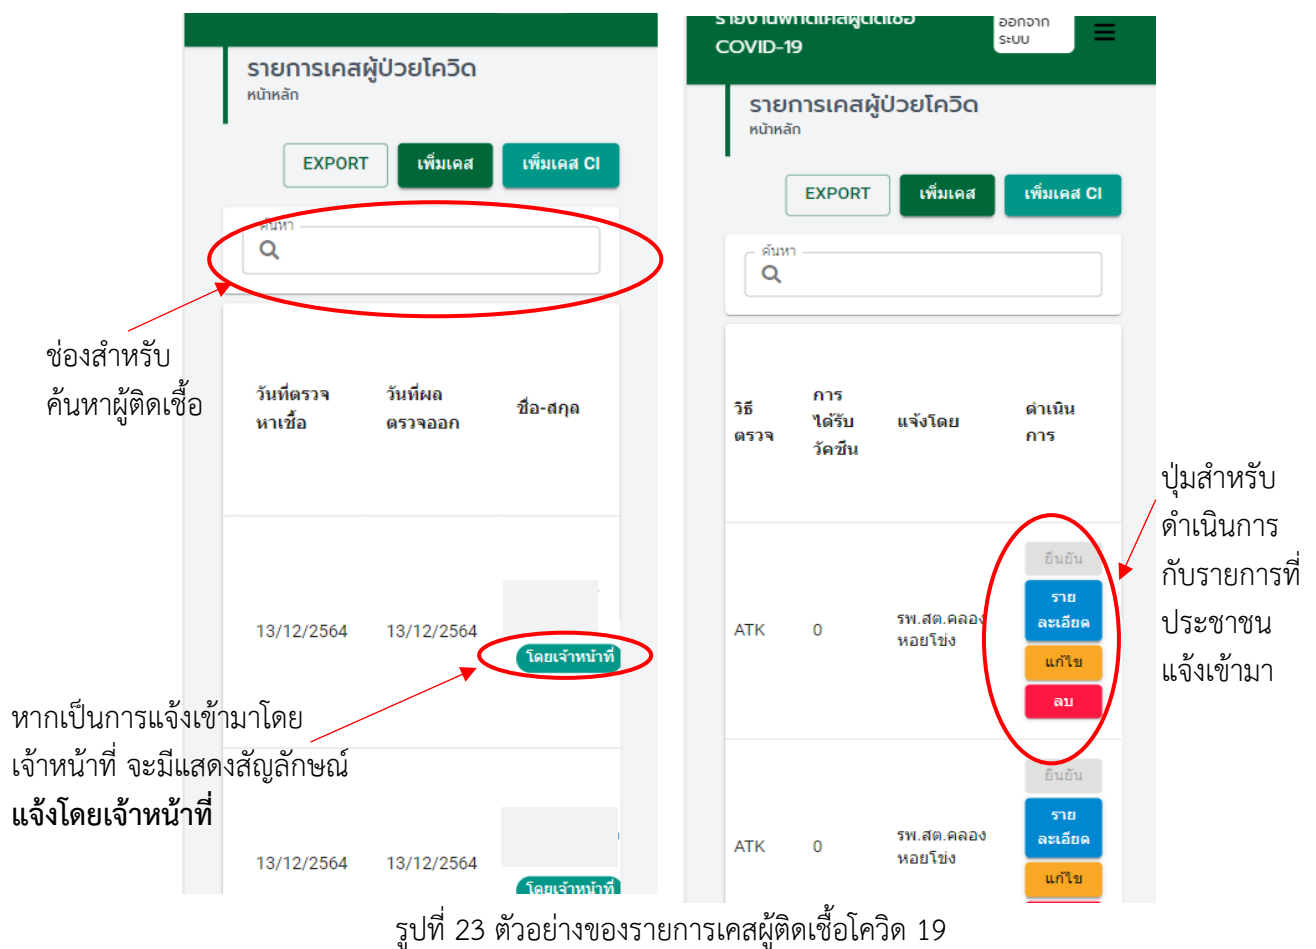 รายการเคสผู้ป่วยโควิด
หน้าหลัก
EXPORT
เพิ่มเคส
เพิ่มเคส CI
ค้นหา
วันที่ตรวจ
หาเชื้อ
วันที่ผล
ตรวจออก
ชื่อ-สกุล
13/12/2564
13/12/2564
โดยเจ้าหน้าที่
13/12/2564
13/12/2564
โดยเจ้าหน้าที่
ช่องสำหรับ
ค้นหาผู้ติดเชื้อ
หากเป็นการแจ้งเข้ามาโดย
เจ้าหน้าที่ จะมีแสดงสัญลักษณ์
แจ้งโดยเจ้าหน้าที่
COVID-19
ออกจาก
ระบบ
รายการเคสผู้ป่วยโควิด
หน้าหลัก
EXPORT
เพิ่มเคส
เพิ่มเคส CI
ค้นหา
วิธี
ตรวจ
การ
ได้รับ
วัคซีน
แจ้งโดย
ดำเนิน
การ
ATK
0
รพ.สต.คลอง
หอยโข่ง
ยืนยัน
ราย
ละเอียด
แก้ไข
ลบ
ATK
0
รพ.สต.คลอง
หอยโข่ง
ยืนยัน
ราย
ละเอียด
แก้ไข
ปุ่มสำหรับ
ดำเนินการ
กับรายการที่
ประชาชน
แจ้งเข้ามา
รูปที่ 23 ตัวอย่างของรายการเคสผู้ติดเชื้อโควิด 19